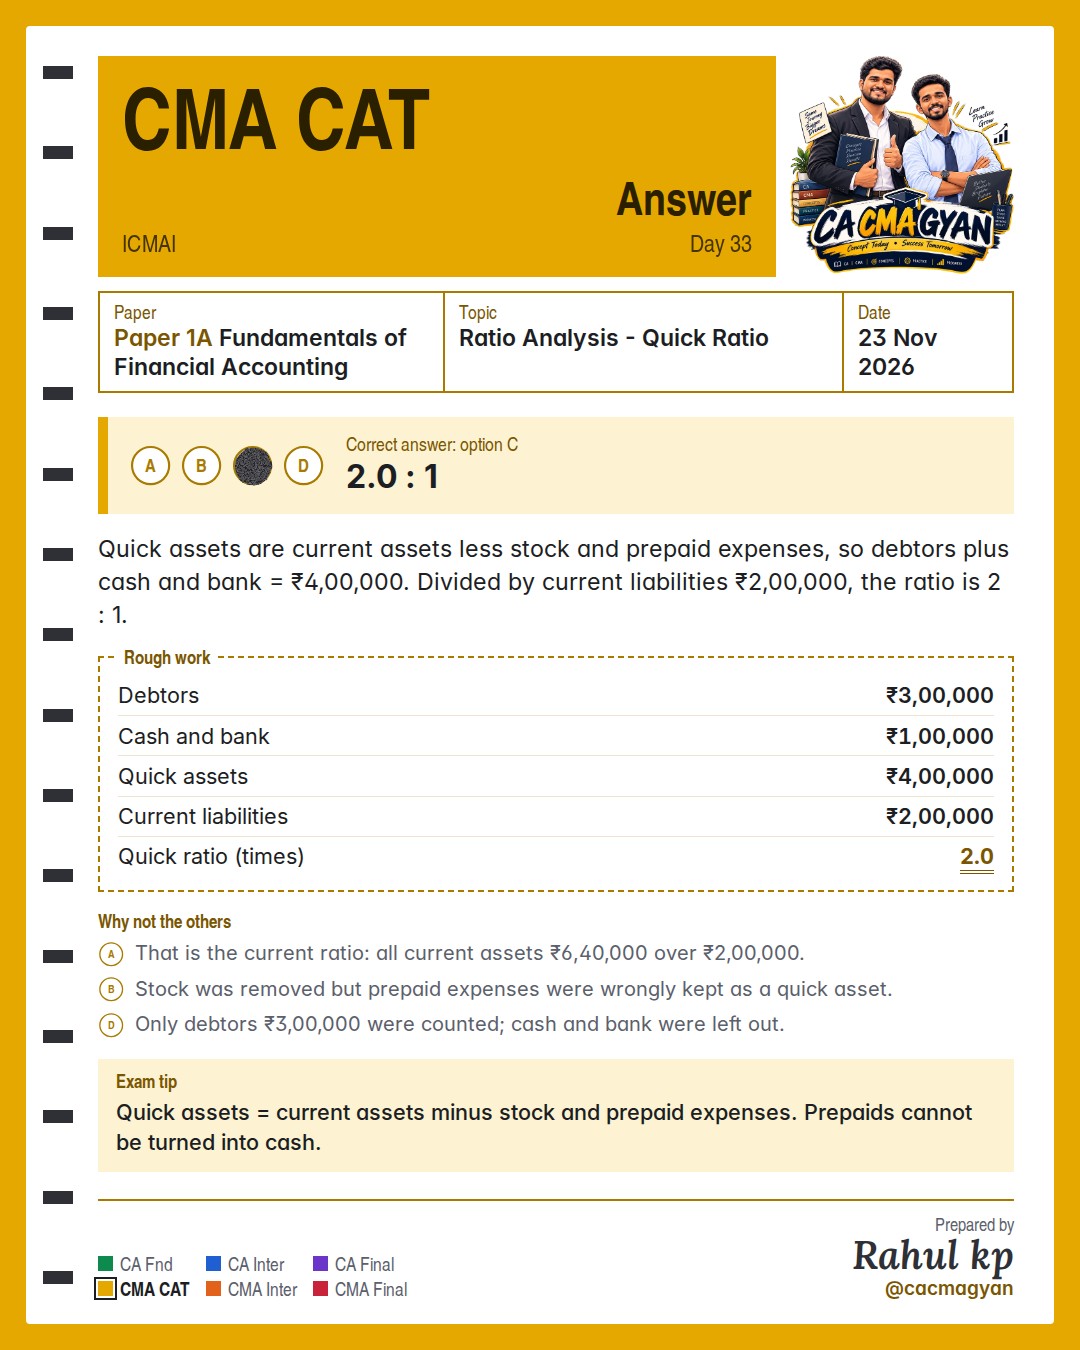 CMA CAT
Answer
ICMAI
Day 33
Learn
Practice
Grow
CA CMA GYAN
Concept Today • Success Tomorrow
Paper
Paper 1A Fundamentals of
Financial Accounting
Topic
Ratio Analysis - Quick Ratio
Date
23 Nov
2026
A B D
Correct answer: option C
2.0 : 1
Quick assets are current assets less stock and prepaid expenses, so debtors plus
cash and bank = ₹4,00,000. Divided by current liabilities ₹2,00,000, the ratio is 2
: 1.
Rough work
Debtors ₹3,00,000
Cash and bank ₹1,00,000
Quick assets ₹4,00,000
Current liabilities ₹2,00,000
Quick ratio (times) 2.0
Why not the others
A That is the current ratio: all current assets ₹6,40,000 over ₹2,00,000.
B Stock was removed but prepaid expenses were wrongly kept as a quick asset.
D Only debtors ₹3,00,000 were counted; cash and bank were left out.
Exam tip
Quick assets = current assets minus stock and prepaid expenses. Prepaids cannot
be turned into cash.
Prepared by
Rahul kp
@cacmagyan
CA Fnd CA Inter CA Final
CMA CAT CMA Inter CMA Final